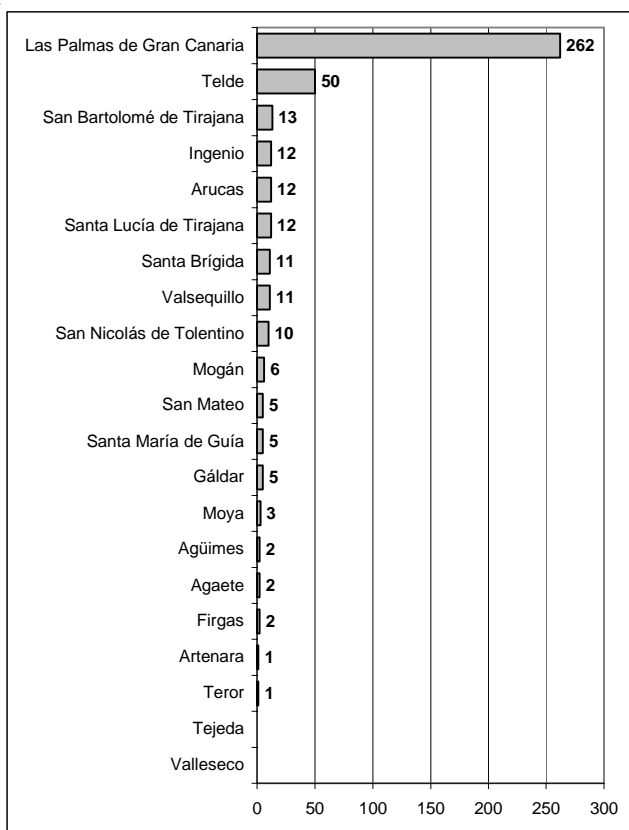 Las Palmas de Gran Canaria 262
Telde 50
San Bartolomé de Tirajana 13
Ingenio 12
Arucas 12
Santa Lucía de Tirajana 12
Santa Brígida 11
Valsequillo 11
San Nicolás de Tolentino 10
Mogán 6
San Mateo 5
Santa María de Guía 5
Gáldar 5
Moya 3
Agüimes 2
Agaete 2
Firgas 2
Artenara 1
Teror 1
Tejeda
Valleseco
0 50 100 150 200 250 300